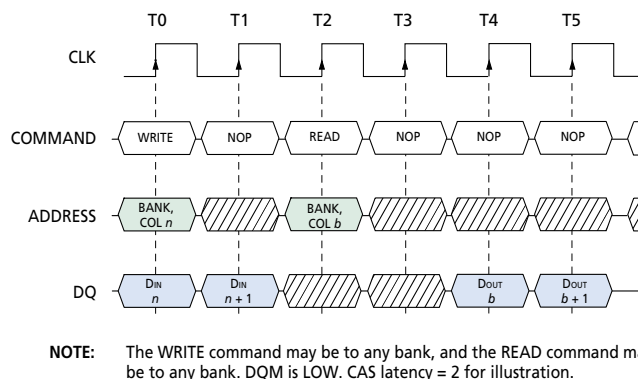 T0 T1 T2 T3 T4 T5
CLK
COMMAND WRITE NOP READ NOP NOP NOP
ADDRESS BANK, COL n BANK, COL b
DQ DIN n DIN n + 1 DOUT b DOUT b + 1
NOTE: The WRITE command may be to any bank, and the READ command ma
be to any bank. DQM is LOW. CAS latency = 2 for illustration.